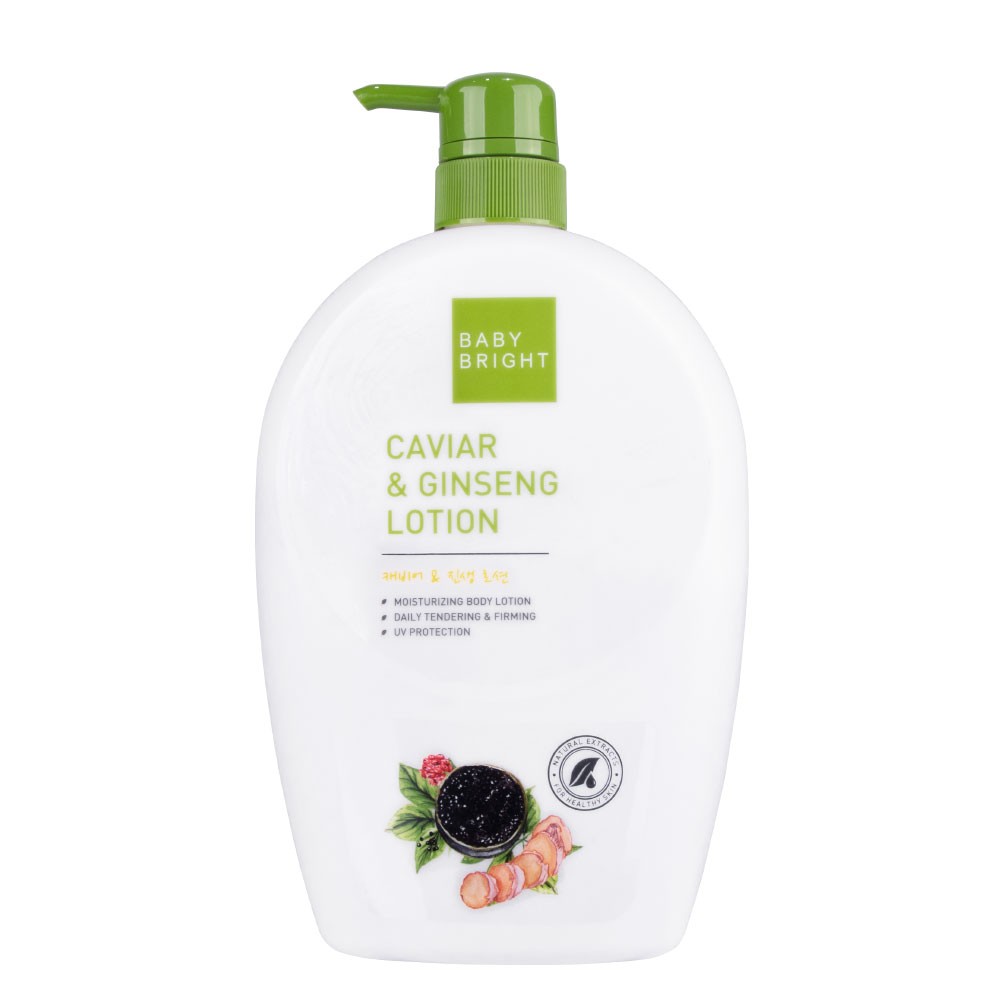 BABY
BRIGHT
CAVIAR
& GINSENG
LOTION
캐비어 & 진생 로션
MOISTURIZING BODY LOTION
DAILY TENDERING & FIRMING
UV PROTECTION
NATURAL EXTRACTS
FOR HEALTHY SKIN